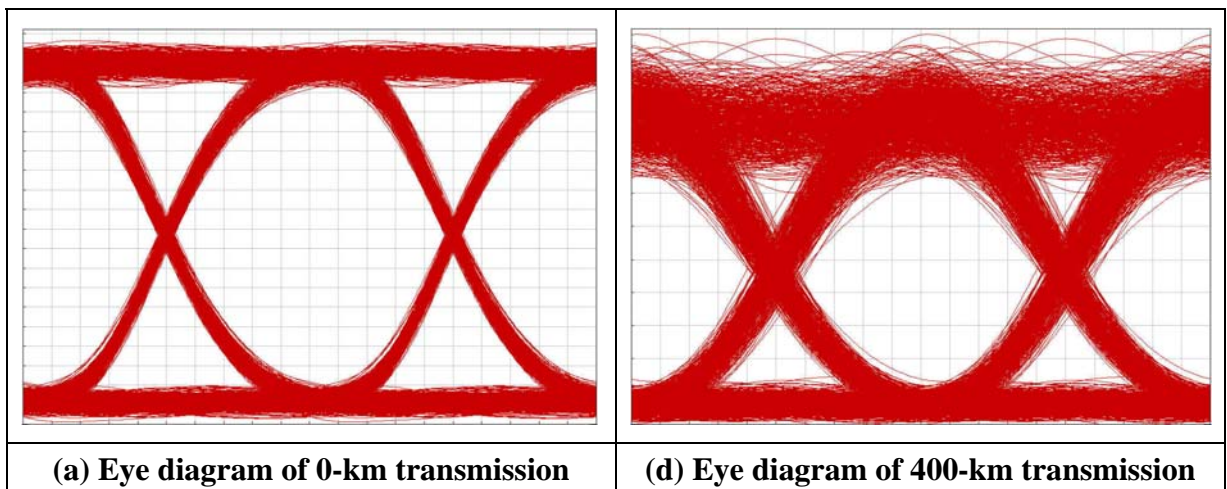 (a) Eye diagram of 0-km transmission
(d) Eye diagram of 400-km transmission